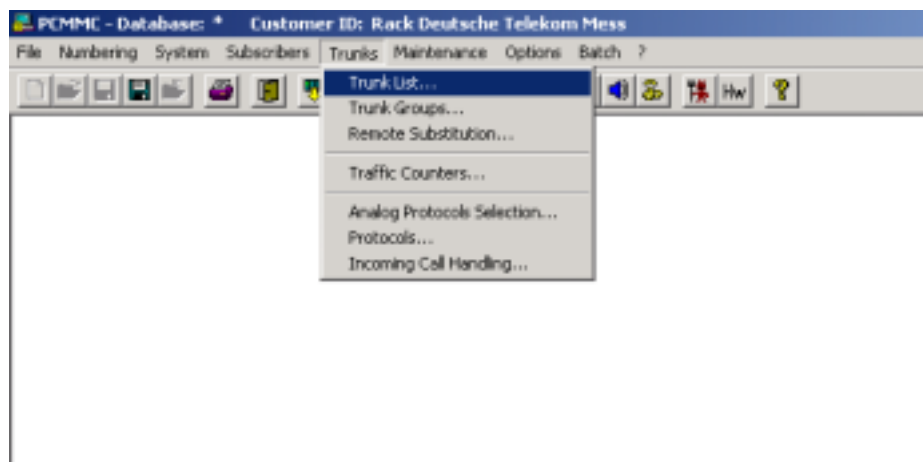 PCMMC - Database: * Customer ID: Rack Deutsche Telekom Mess
File Numbering System Subscribers Trunks Maintenance Options Batch ?
Trunk List...
Trunk Groups...
Remote Substitution...
Traffic Counters...
Analog Protocols Selection...
Protocols...
Incoming Call Handling...
Hw